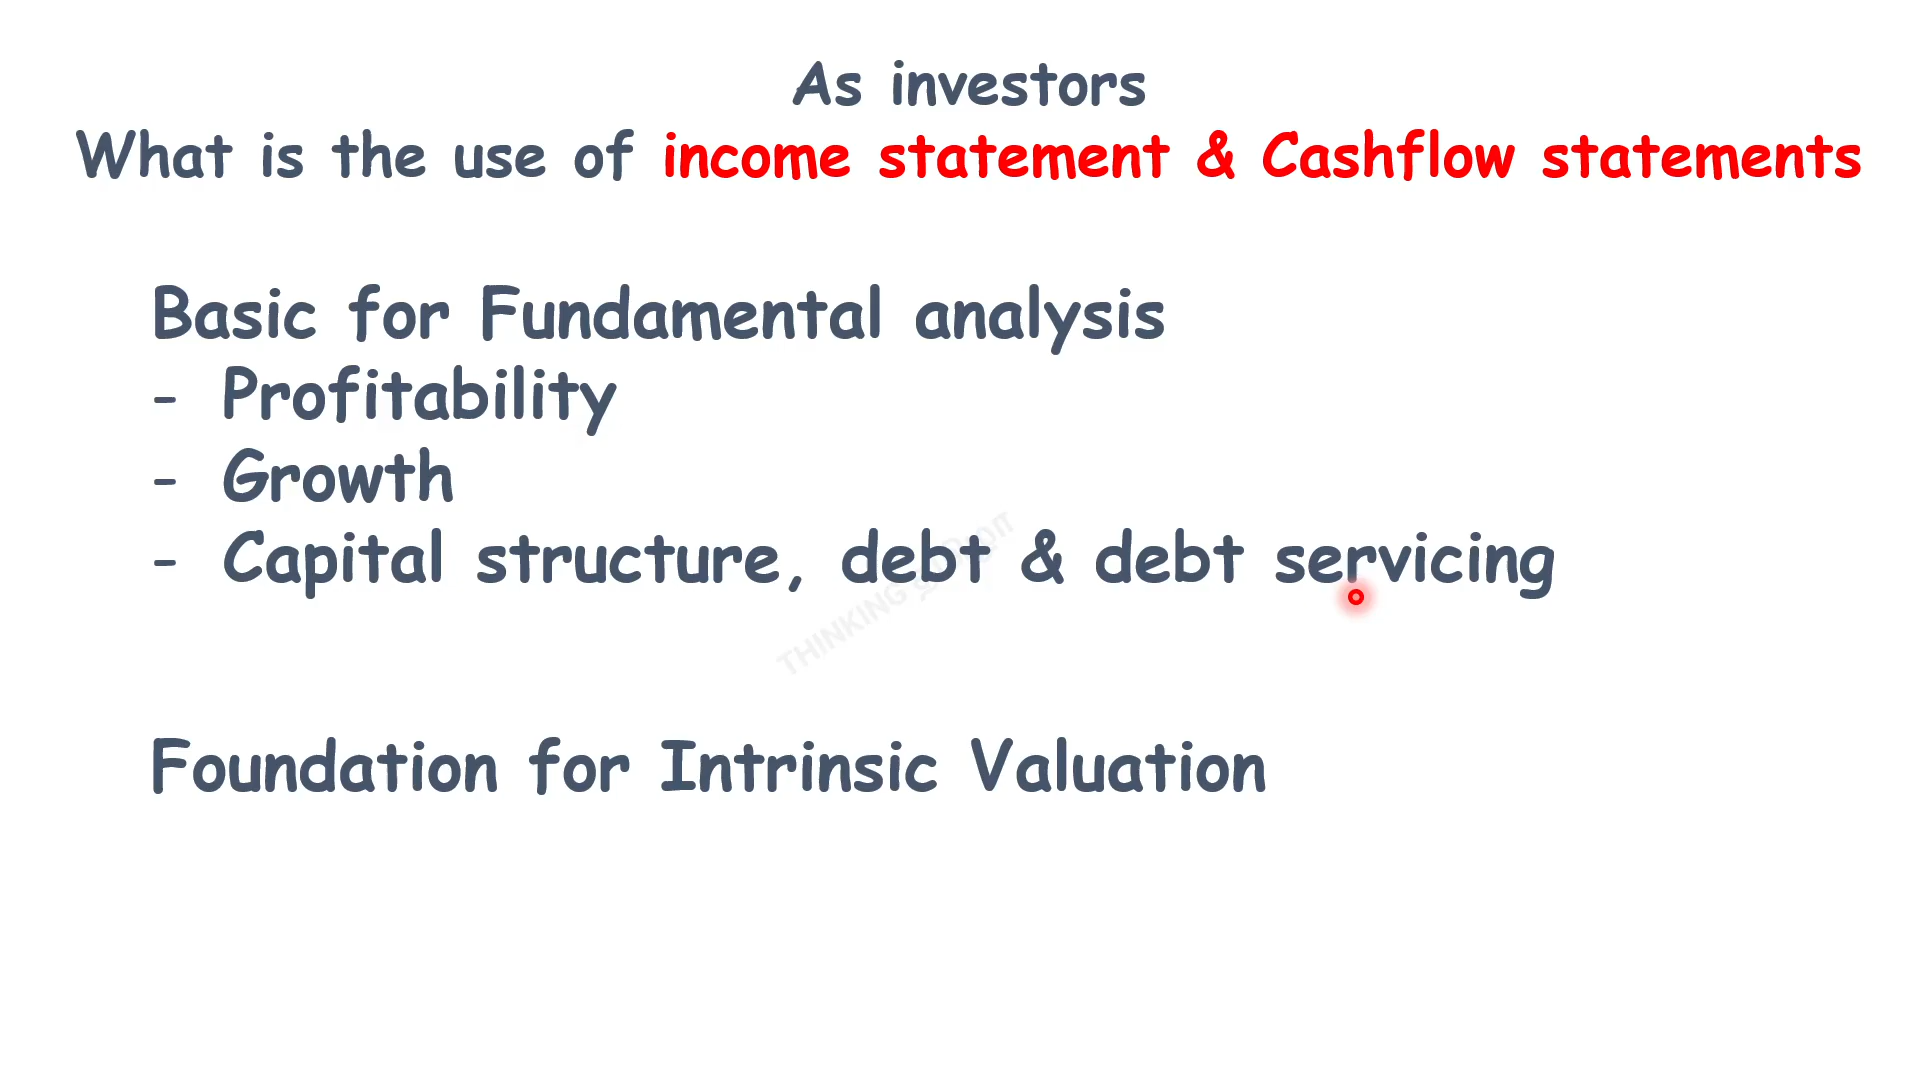 As investors
What is the use of income statement & Cashflow statements
Basic for Fundamental analysis
- Profitability
- Growth
- Capital structure, debt & debt servicing
THINKING
Foundation for Intrinsic Valuation